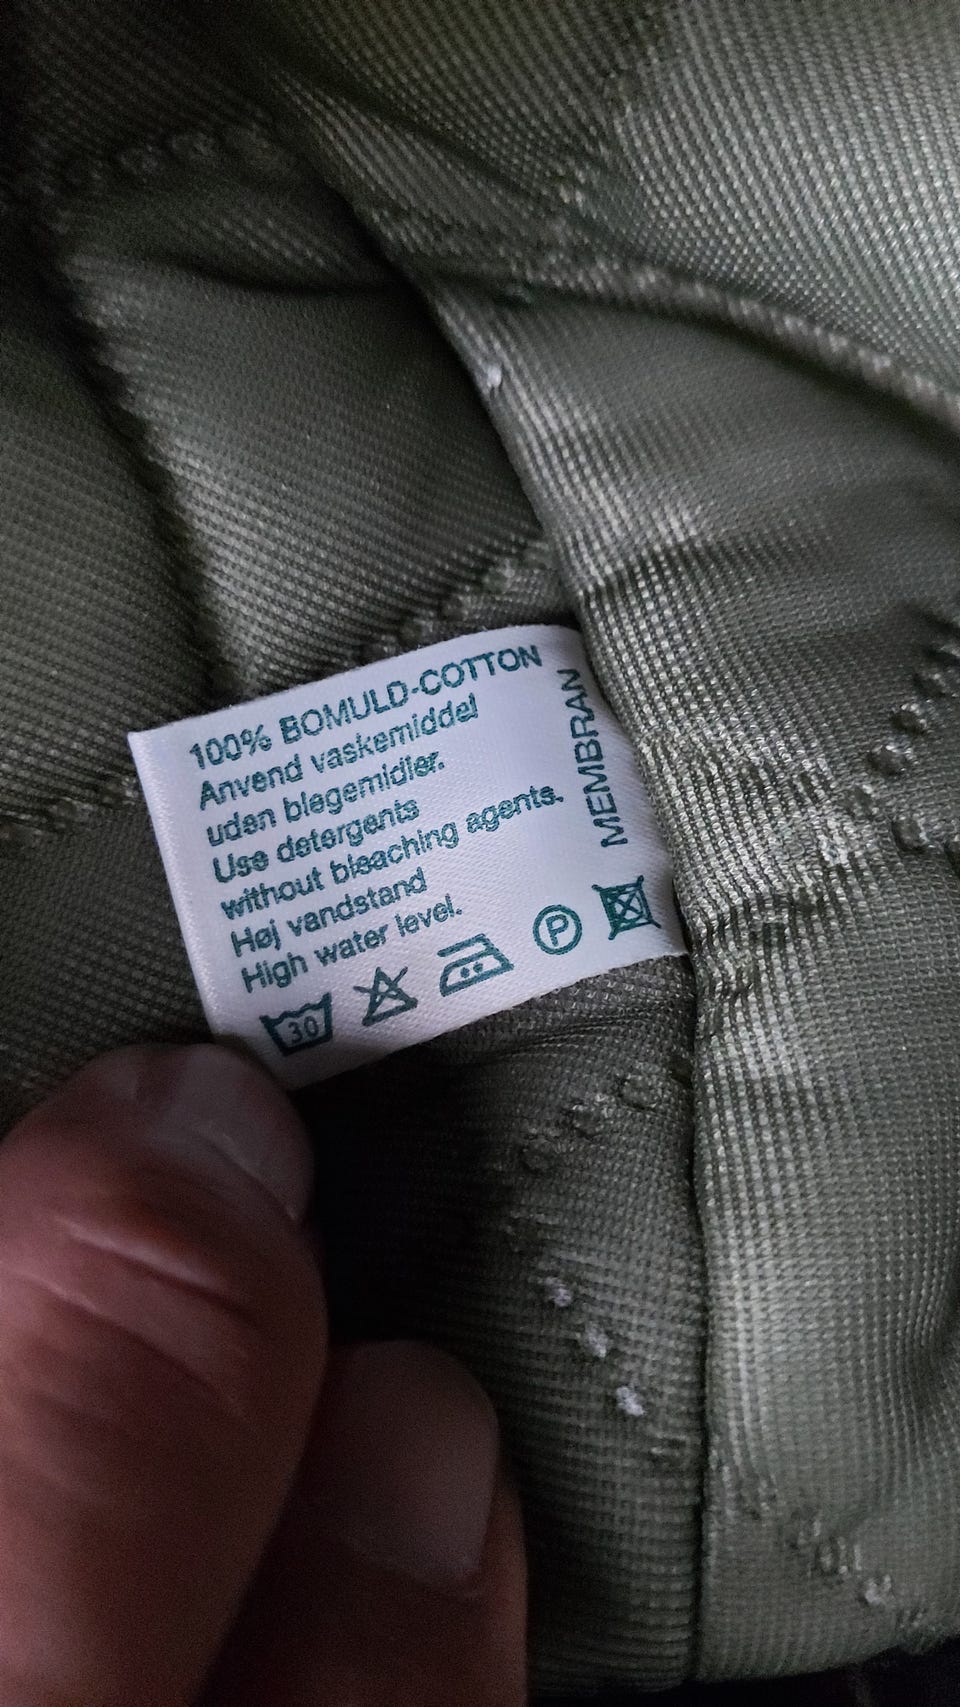 100% BOMULD-COTTON
Anvend vaskemiddel
uden blegemidler.
Use detergents
without bleaching agents.
Høj vandstand
High water level.
MEMBRAN
30
P